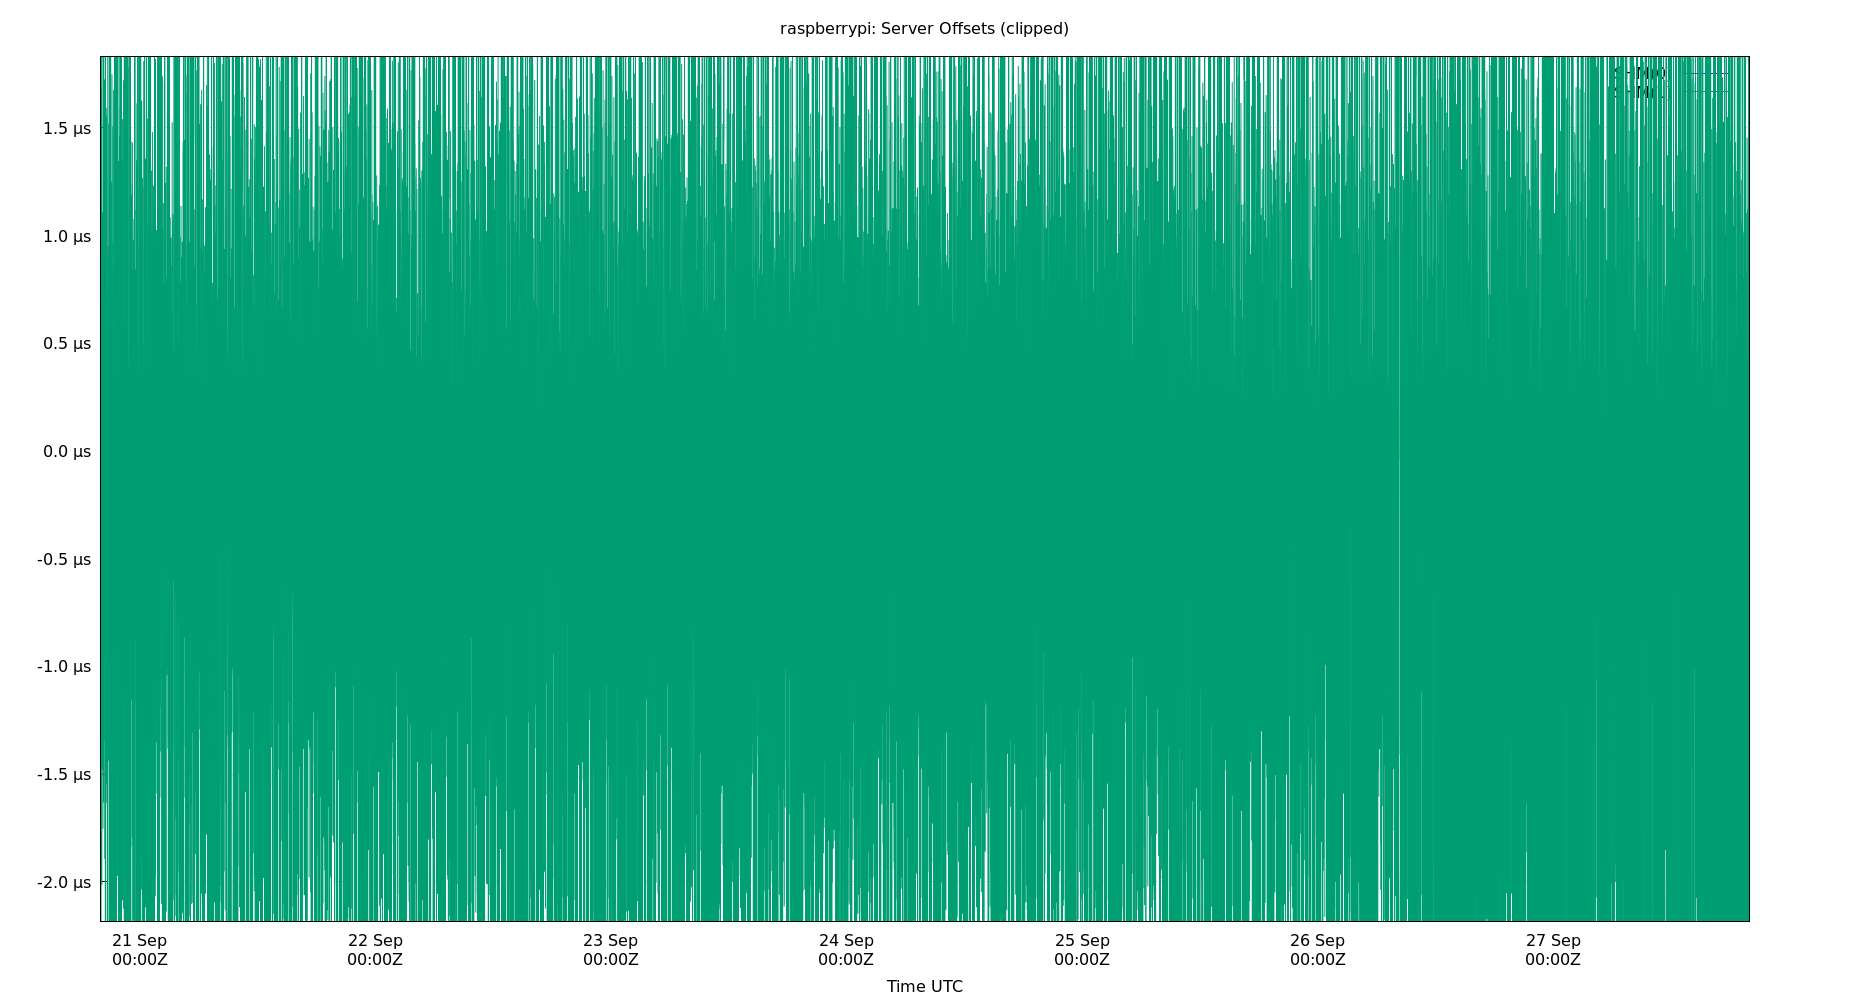 raspberrypi: Server Offsets (clipped)
1.5 µs
1.0 µs
0.5 µs
0.0 µs
-0.5 µs
-1.0 µs
-1.5 µs
-2.0 µs
21 Sep 22 Sep 23 Sep 24 Sep 25 Sep 26 Sep 27 Sep
00:00Z 00:00Z 00:00Z 00:00Z 00:00Z 00:00Z 00:00Z
Time UTC